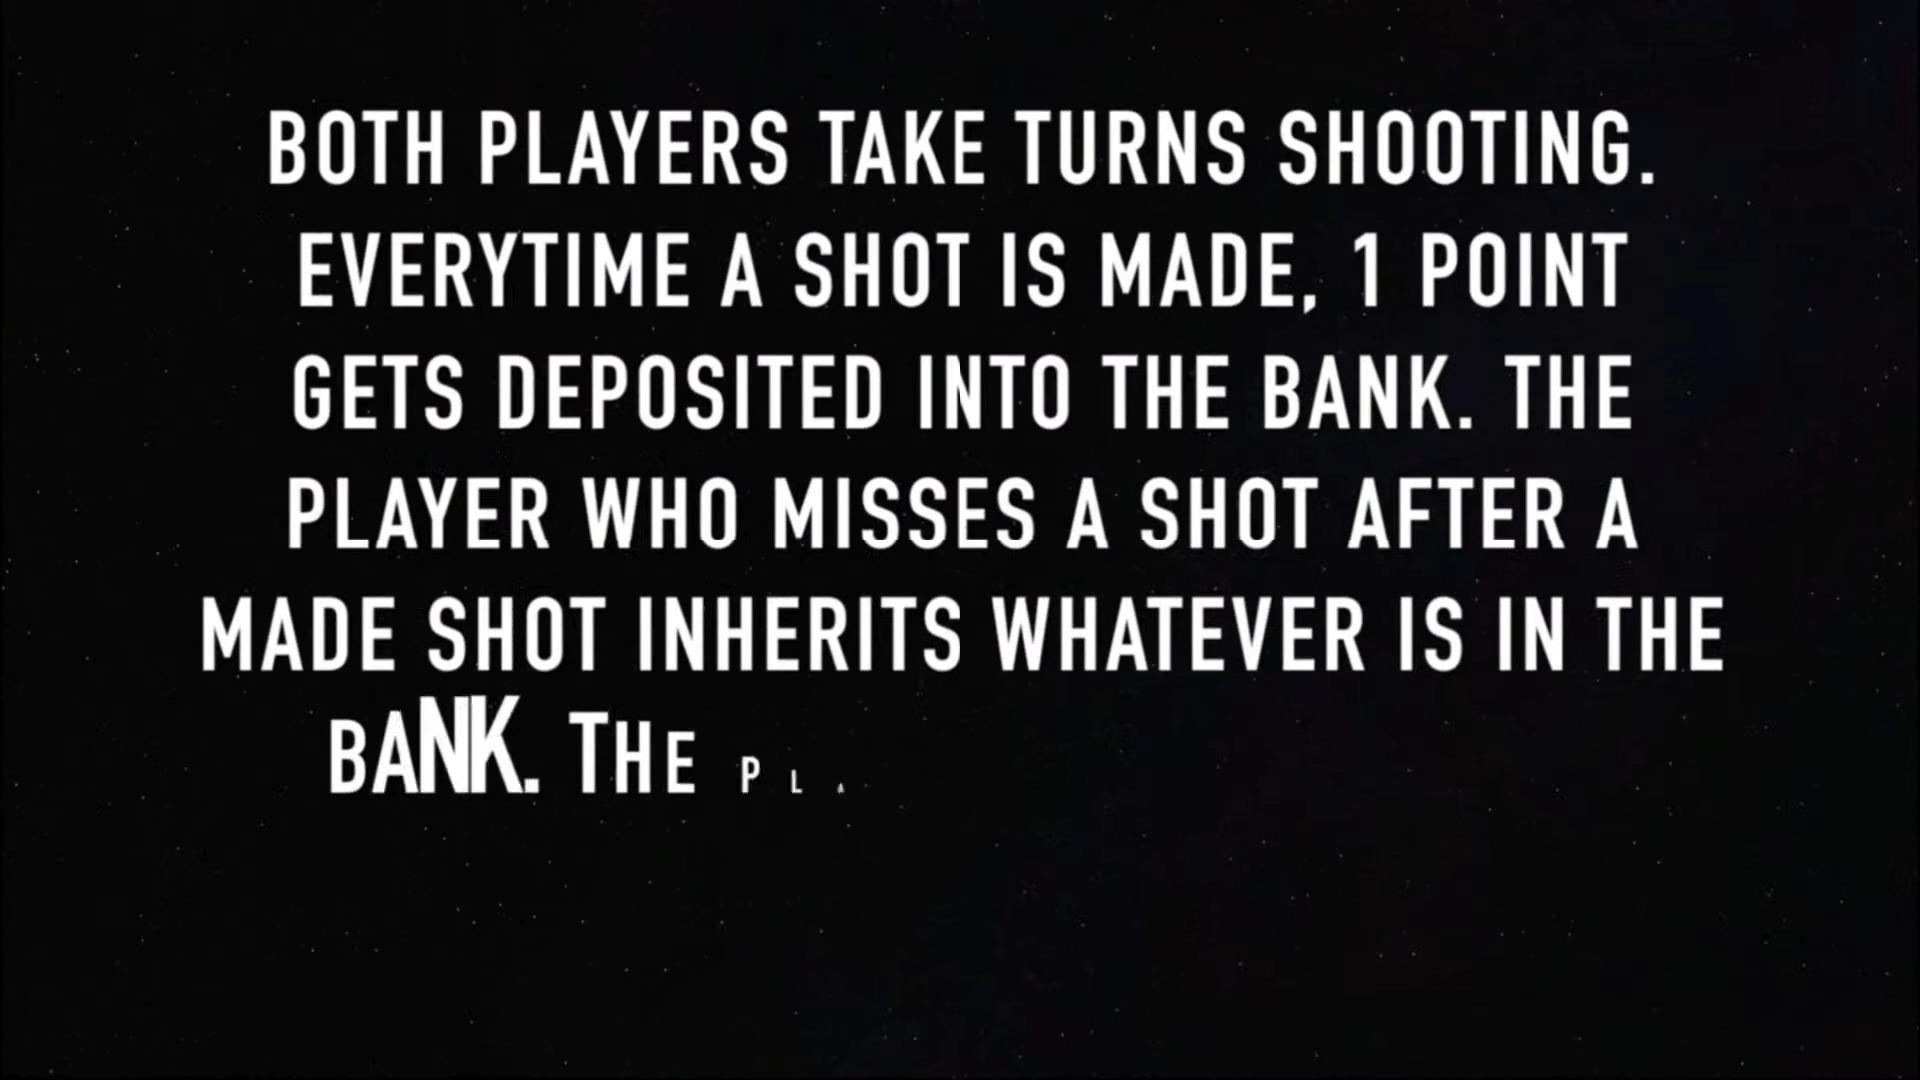 BOTH PLAYERS TAKE TURNS SHOOTING.
EVERYTIME A SHOT IS MADE, 1 POINT
GETS DEPOSITED INTO THE BANK. THE
PLAYER WHO MISSES A SHOT AFTER A
MADE SHOT INHERITS WHATEVER IS IN THE
BANK. THE PLA